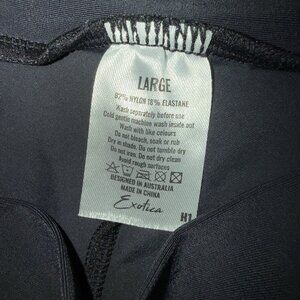 LARGE
82% NYLON 18% ELASTANE
Wash separately before use
Cold gentle machine wash inside out
Wash with like colours
Do not bleach, soak or rub
Dry in shade. Do not tumble dry
Do not iron. Do not dry clean
Avoid rough surfaces
DESIGNED IN AUSTRALIA
MADE IN CHINA
Exotica
H1